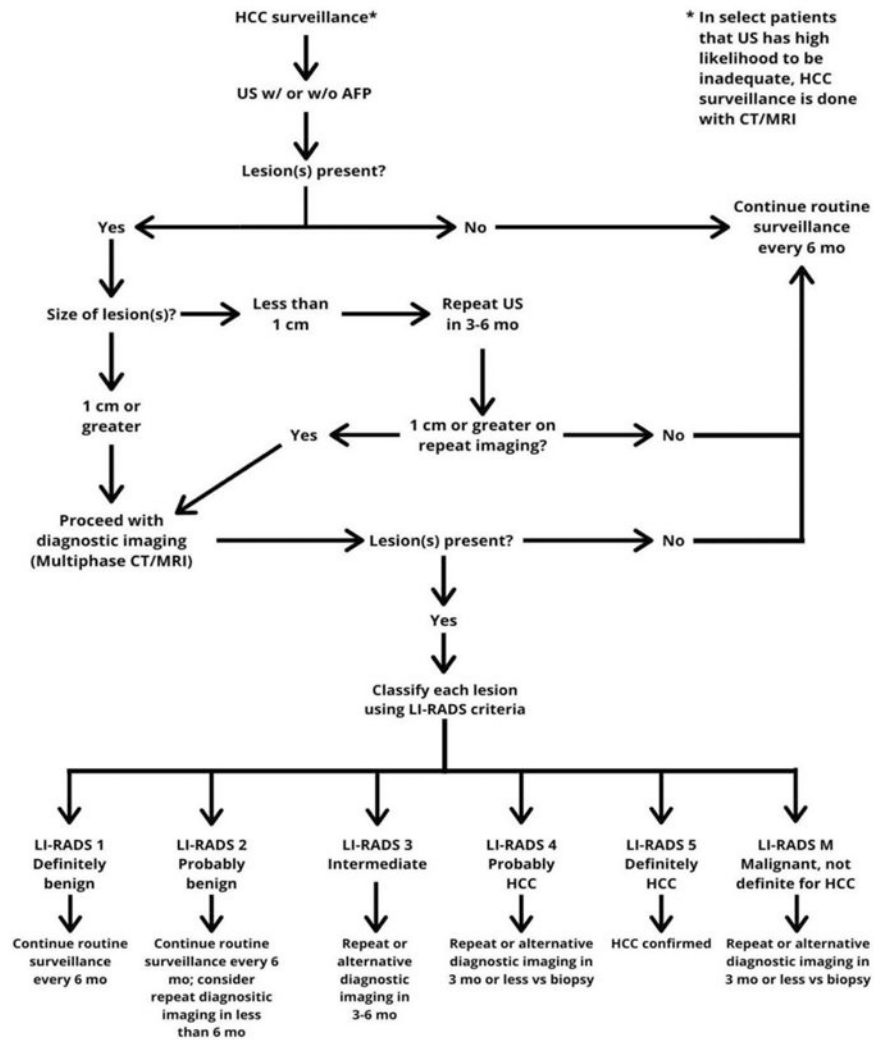 HCC surveillance*
* In select patients
that US has high
likelihood to be
inadequate, HCC
surveillance is done
with CT/MRI
US w/ or w/o AFP
Lesion(s) present?
Yes
No
Continue routine
surveillance
every 6 mo
Size of lesion(s)?
Less than
1 cm
Repeat US
in 3-6 mo
1 cm or
greater
Yes
1 cm or greater on
repeat imaging?
No
Proceed with
diagnostic imaging
(Multiphase CT/MRI)
Lesion(s) present?
No
Yes
Classify each lesion
using LI-RADS criteria
LI-RADS 1
Definitely
benign
LI-RADS 2
Probably
benign
LI-RADS 3
Intermediate
LI-RADS 4
Probably
HCC
LI-RADS 5
Definitely
HCC
LI-RADS M
Malignant, not
definite for HCC
Continue routine
surveillance
every 6 mo
Continue routine
surveillance every 6
mo; consider
repeat diagnositic
imaging in less
than 6 mo
Repeat or
alternative
diagnostic
imaging in
3-6 mo
Repeat or alternative
diagnostic imaging in
3 mo or less vs biopsy
HCC confirmed
Repeat or alternative
diagnostic imaging in
3 mo or less vs biopsy